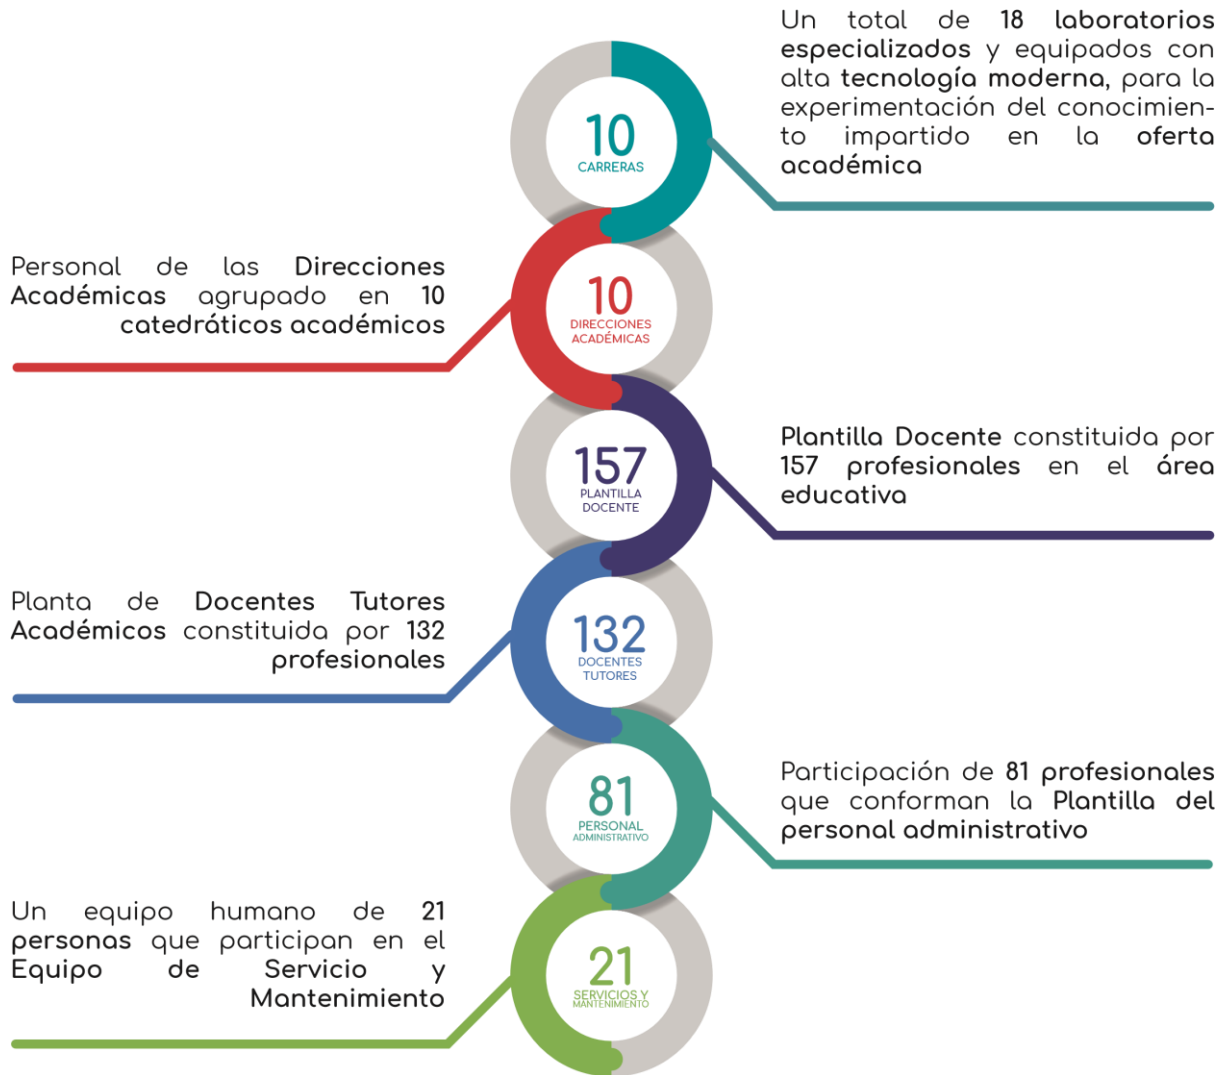 Un total de 18 laboratorios
especializados y equipados con
alta tecnología moderna, para la
experimentación del conocimien-
to impartido en la oferta
académica
10
CARRERAS
Personal de las Direcciones
Académicas agrupado en 10
catedráticos académicos
10
DIRECCIONES
ACADÉMICAS
157
PLANTILLA
DOCENTE
Plantilla Docente constituida por
157 profesionales en el área
educativa
Planta de Docentes Tutores
Académicos constituida por 132
profesionales
132
DOCENTES
TUTORES
81
PERSONAL
ADMINISTRATIVO
Participación de 81 profesionales
que conforman la Plantilla del
personal administrativo
Un equipo humano de 21
personas que participan en el
Equipo de Servicio y
Mantenimiento
21
SERVICIOS Y
MANTENIMIENTO